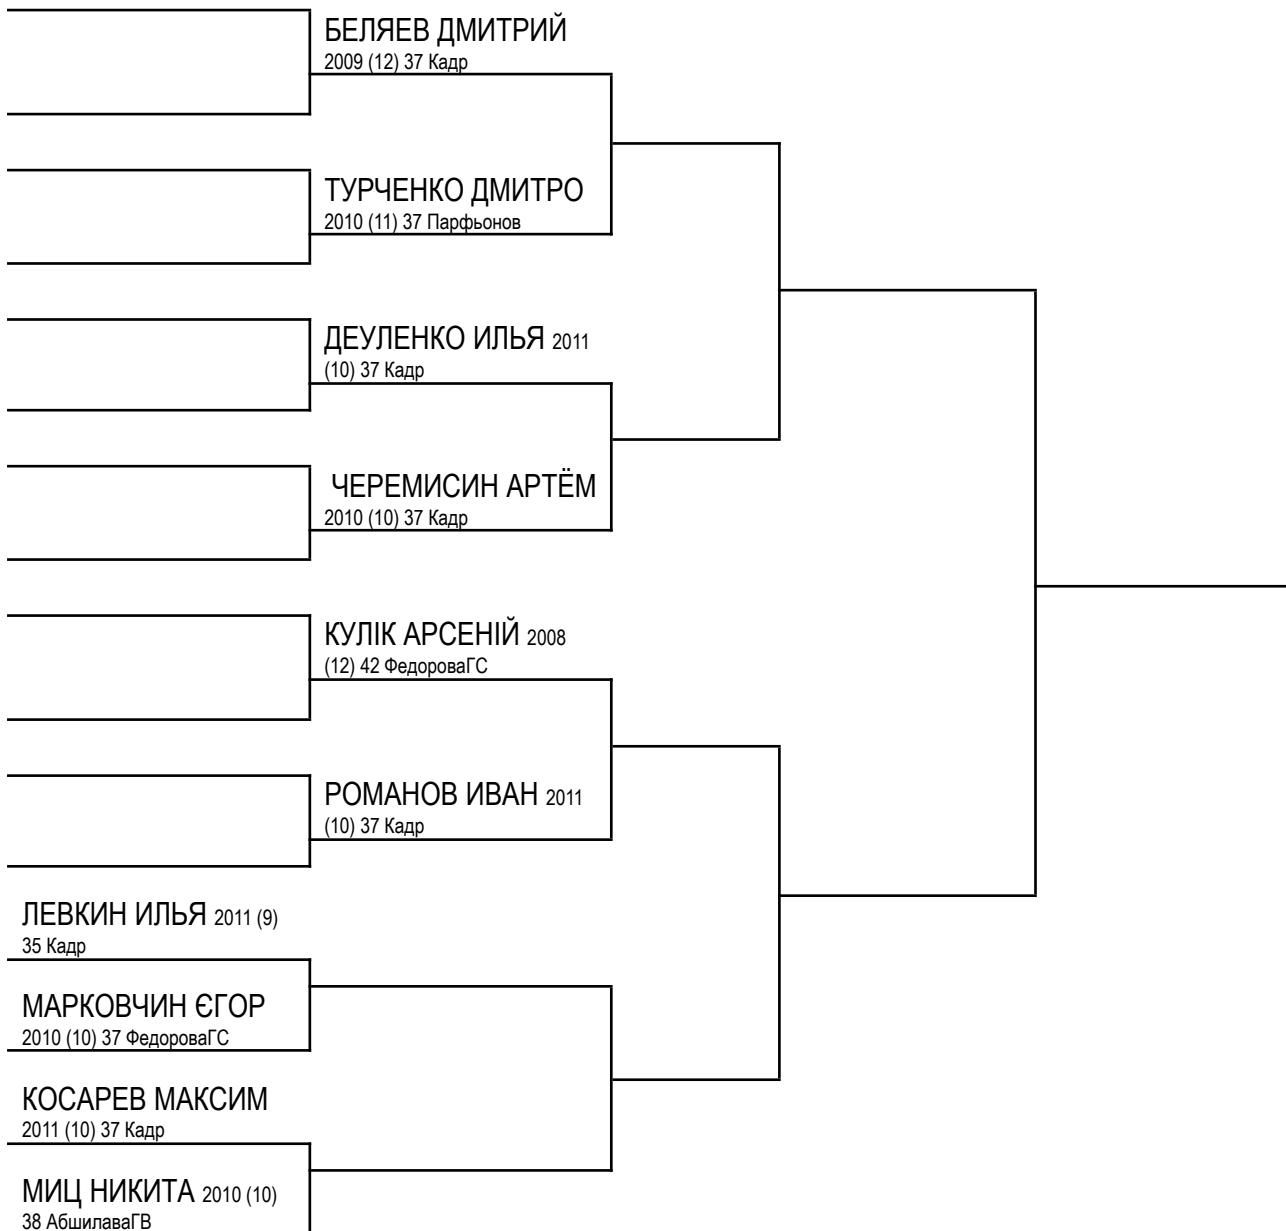 БЕЛЯЕВ ДМИТРИЙ
2009 (12) 37 Кадр
ТУРЧЕНКО ДМИТРО
2010 (11) 37 Парфьонов
ДЕУЛЕНКО ИЛЬЯ 2011
(10) 37 Кадр
ЧЕРЕМИСИН АРТЁМ
2010 (10) 37 Кадр
КУЛІК АРСЕНІЙ 2008
(12) 42 ФедороваГС
РОМАНОВ ИВАН 2011
(10) 37 Кадр
ЛЕВКИН ИЛЬЯ 2011 (9)
35 Кадр
МАРКОВЧИН ЄГОР
2010 (10) 37 ФедороваГС
КОСАРЕВ МАКСИМ
2011 (10) 37 Кадр
МИЦ НИКИТА 2010 (10)
38 АбшилаваГВ